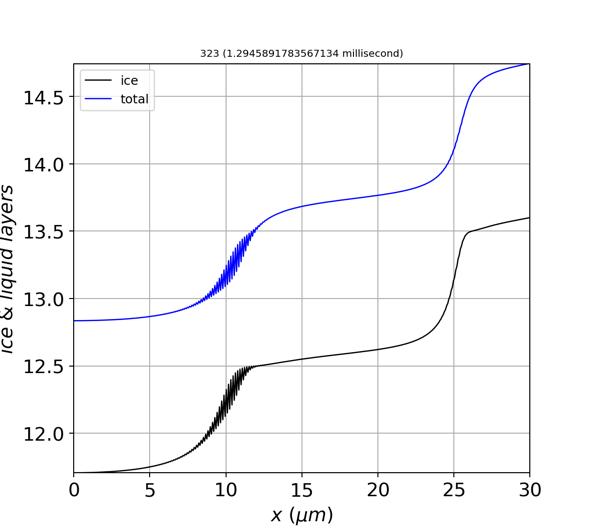 323 (1.2945891783567134 millisecond)
ice
total
14.5
14.0
13.5
13.0
12.5
12.0
ice & liquid layers
0 5 10 15 20 25 30
x (μm)